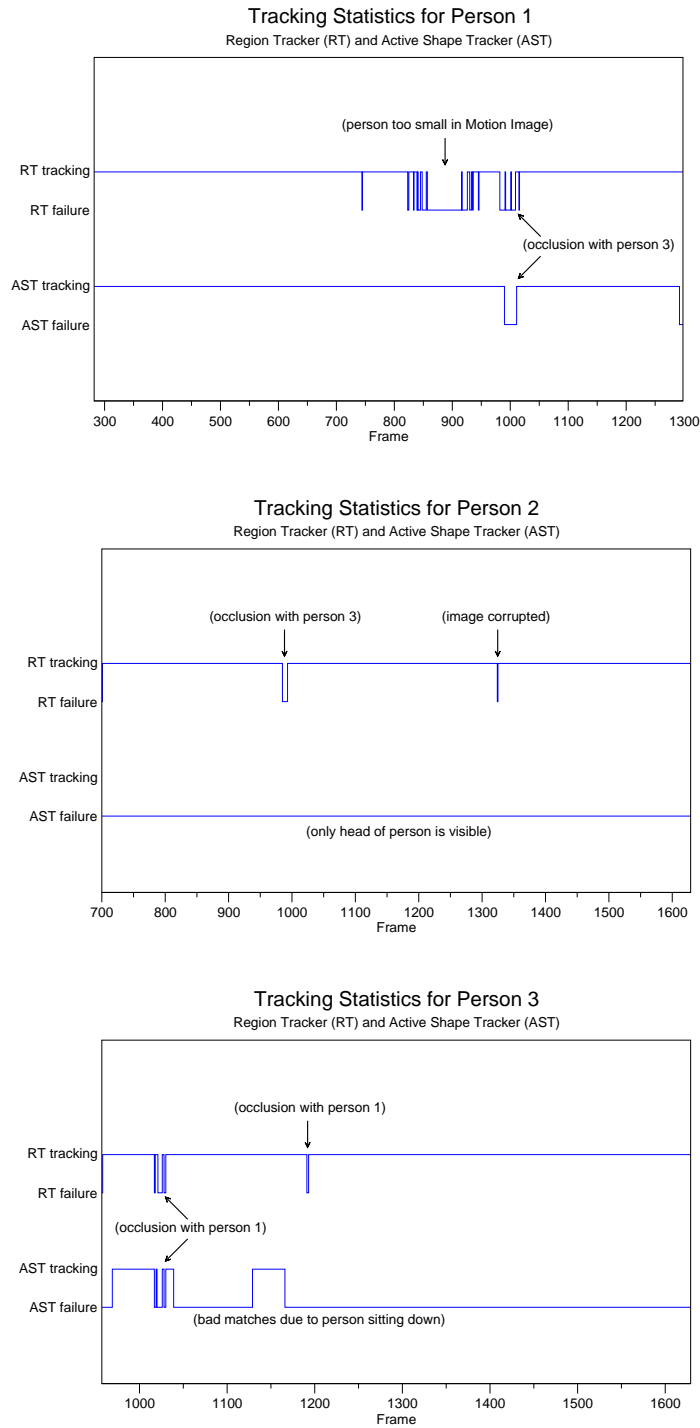 Tracking Statistics for Person 1
Region Tracker (RT) and Active Shape Tracker (AST)
(person too small in Motion Image)
RT tracking
RT failure
(occlusion with person 3)
AST tracking
AST failure
300 400 500 600 700 800 900 1000 1100 1200 1300
Frame
Tracking Statistics for Person 2
Region Tracker (RT) and Active Shape Tracker (AST)
(occlusion with person 3) (image corrupted)
RT tracking
RT failure
AST tracking
AST failure
(only head of person is visible)
700 800 900 1000 1100 1200 1300 1400 1500 1600
Frame
Tracking Statistics for Person 3
Region Tracker (RT) and Active Shape Tracker (AST)
(occlusion with person 1)
RT tracking
RT failure
(occlusion with person 1)
AST tracking
AST failure
(bad matches due to person sitting down)
1000 1100 1200 1300 1400 1500 1600
Frame